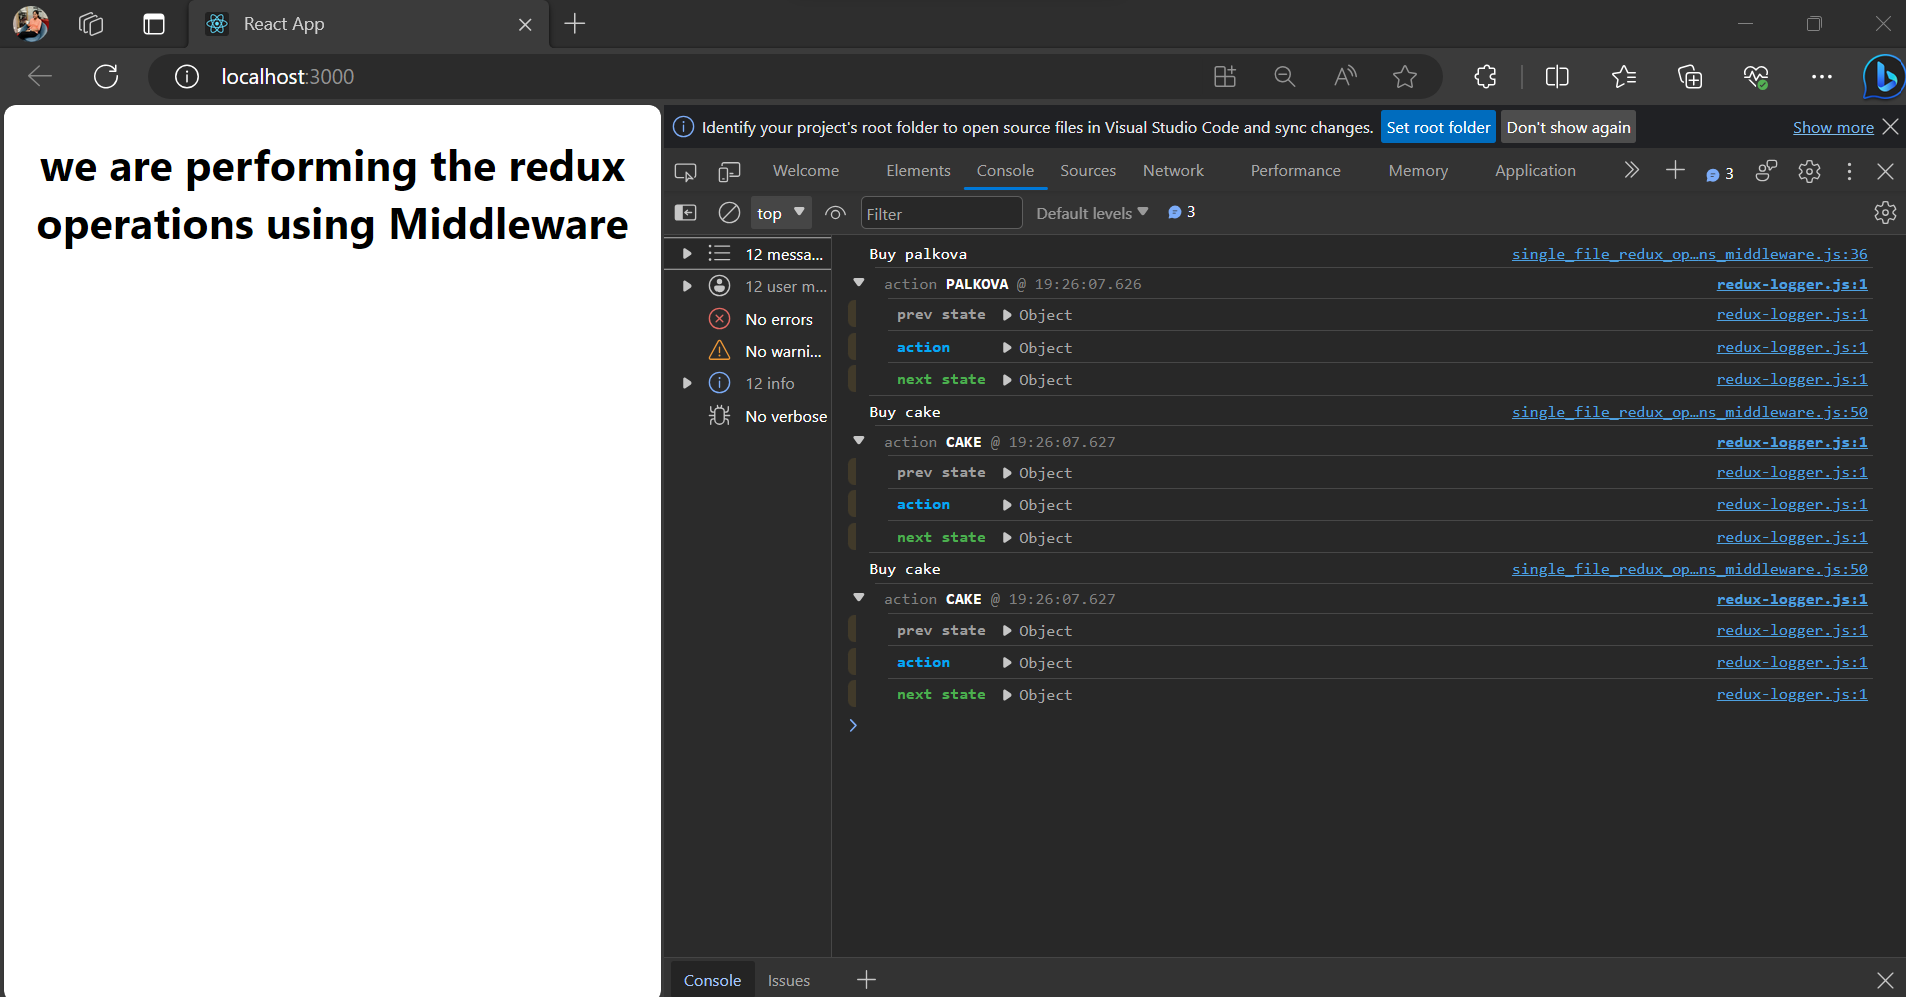 React App
localhost:3000
we are performing the redux
operations using Middleware
Identify your project's root folder to open source files in Visual Studio Code and sync changes. Set root folder Don't show again Show more
Welcome Elements Console Sources Network Performance Memory Application 3
top Filter Default levels 3
12 messa...
12 user m...
No errors
No warni...
12 info
No verbose
Buy palkova single_file_redux_op…ns_middleware.js:36
action PALKOVA @ 19:26:07.626 redux-logger.js:1
prev state Object redux-logger.js:1
action Object redux-logger.js:1
next state Object redux-logger.js:1
Buy cake single_file_redux_op…ns_middleware.js:50
action CAKE @ 19:26:07.627 redux-logger.js:1
prev state Object redux-logger.js:1
action Object redux-logger.js:1
next state Object redux-logger.js:1
Buy cake single_file_redux_op…ns_middleware.js:50
action CAKE @ 19:26:07.627 redux-logger.js:1
prev state Object redux-logger.js:1
action Object redux-logger.js:1
next state Object redux-logger.js:1
Console Issues